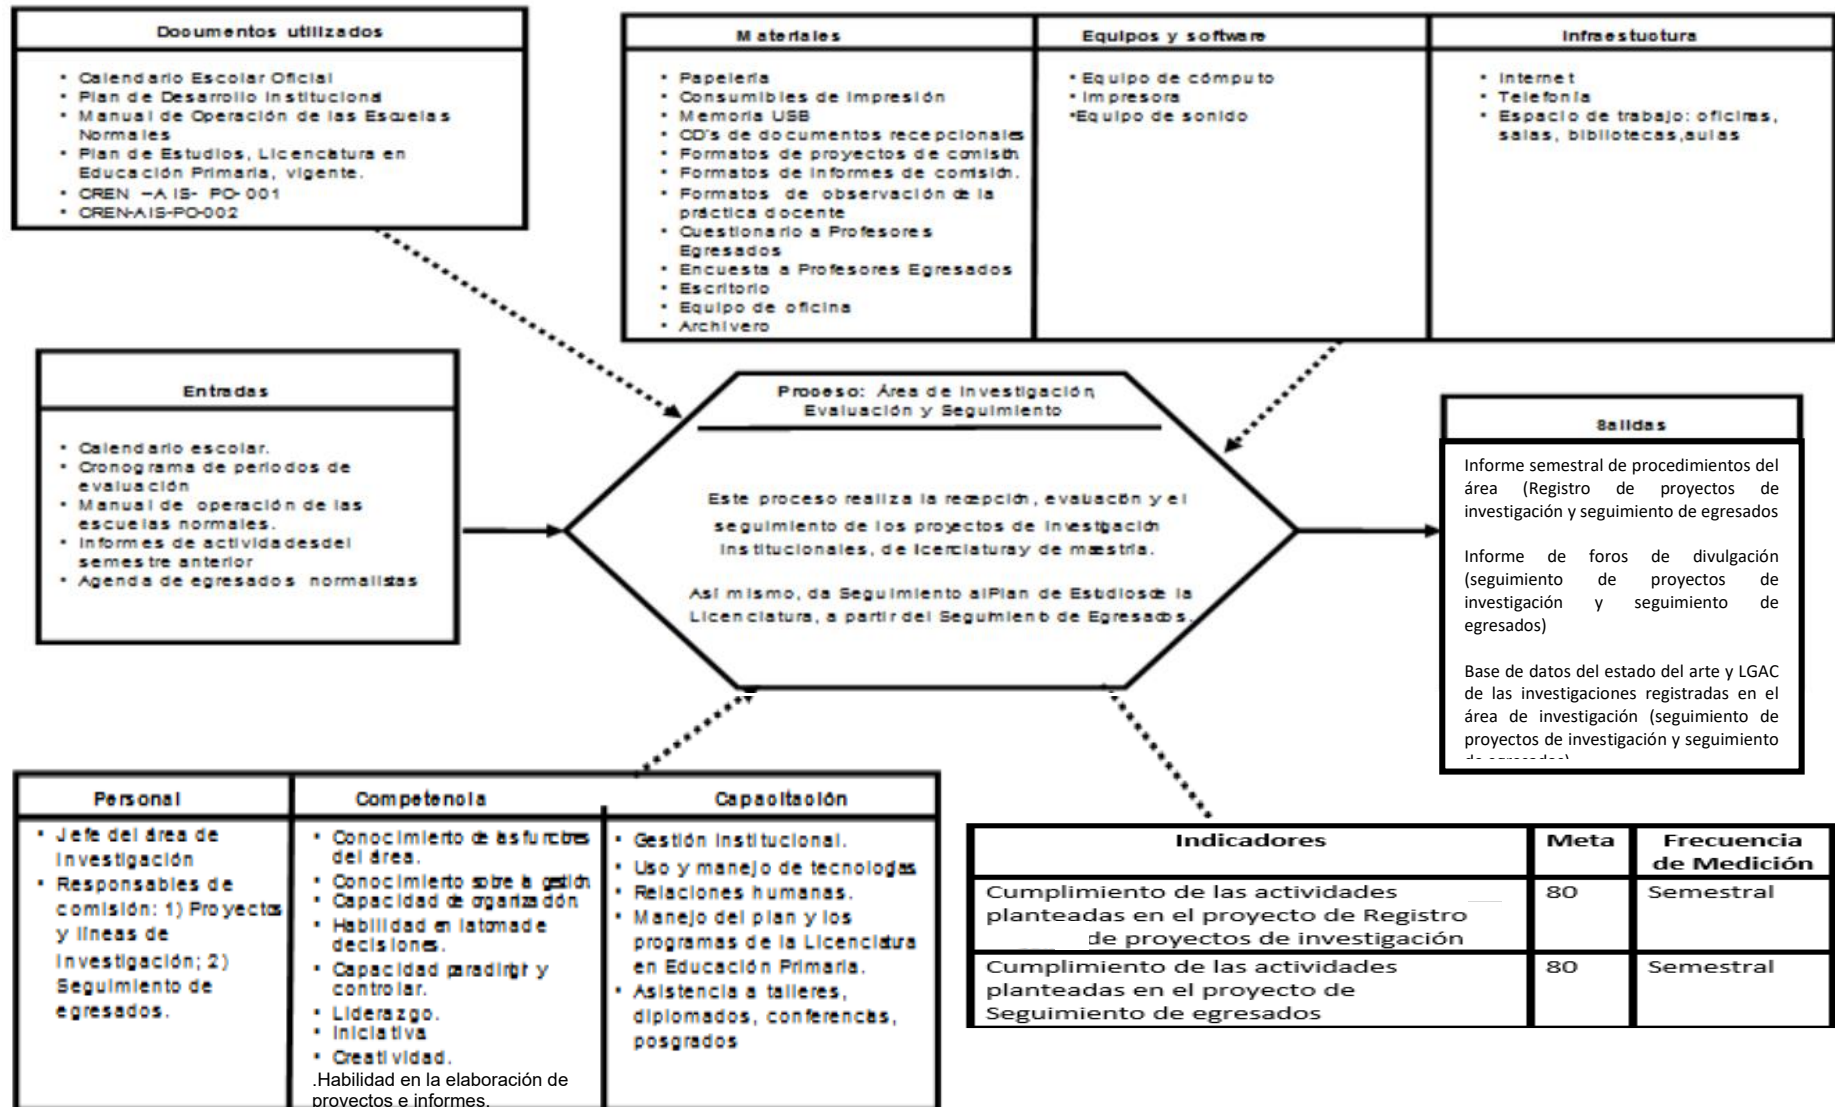 Documentos utilizados
• Calendario Escolar Oficial
• Plan de Desarrollo Institucional
• Manual de Operación de las Escuelas
Normales
• Plan de Estudios, Licenciatura en
Educación Primaria, vigente.
• CREN –A IS- PO-001
• CREN-AIS-PO-002
Materiales
• Papelería
• Consumibles de Impresión
• Memoria USB
• CD's de documentos recepcionales
• Formatos de proyectos de comisión
• Formatos de informes de comisión.
• Formatos de observación de la
práctica docente
• Cuestionario a Profesores
Egresados
• Encuesta a Profesores Egresados
• Escritorio
• Equipo de oficina
• Archivero
Equipos y software
• Equipo de cómputo
• Impresora
•Equipo de sonido
Infraestuctura
• Internet
• Telefonía
• Espacio de trabajo: oficinas,
salas, bibliotecas,aulas
Entradas
• Calendario escolar.
• Cronograma de periodos de
evaluación
• Manual de operación de las
escuelas normales.
• Informes de actividadesdel
semestre anterior
• Agenda de egresados normalistas
Proceso: Área de Investigación,
Evaluación y Seguimiento
Este proceso realiza la recepción, evaluación y el
seguimiento de los proyectos de investigación
Institucionales, de licenciatura y de maestría.
Así mismo, da Seguimiento al Plan de Estudios de la
Licenciatura, a partir del Seguimiento de Egresados.
Salidas
Informe semestral de procedimientos del
área (Registro de proyectos de
investigación y seguimiento de egresados
Informe de foros de divulgación
(seguimiento de proyectos de
investigación y seguimiento de
egresados)
Base de datos del estado del arte y LGAC
de las investigaciones registradas en el
área de investigación (seguimiento de
proyectos de investigación y seguimiento
de egresados)
Personal
• Jefe del área de
Investigación
• Responsables de
comisión: 1) Proyectos
y líneas de
Investigación; 2)
Seguimiento de
egresados.
Competencia
• Conocimiento de las funciones
del área.
• Conocimiento sobre la gestión
• Capacidad de organización
• Habilidad en la toma de
decisiones.
• Capacidad para dirigir y
controlar.
• Liderazgo.
• Iniciativa
• Creatividad.
.Habilidad en la elaboración de
proyectos e informes.
Capacitación
• Gestión Institucional.
• Uso y manejo de tecnologías
• Relaciones humanas.
• Manejo del plan y los
programas de la Licenciatura
en Educación Primaria.
• Asistencia a talleres,
diplomados, conferencias,
posgrados
Indicadores Meta Frecuencia
de Medición
Cumplimiento de las actividades 80 Semestral
planteadas en el proyecto de Registro
de proyectos de investigación
Cumplimiento de las actividades 80 Semestral
planteadas en el proyecto de
Seguimiento de egresados